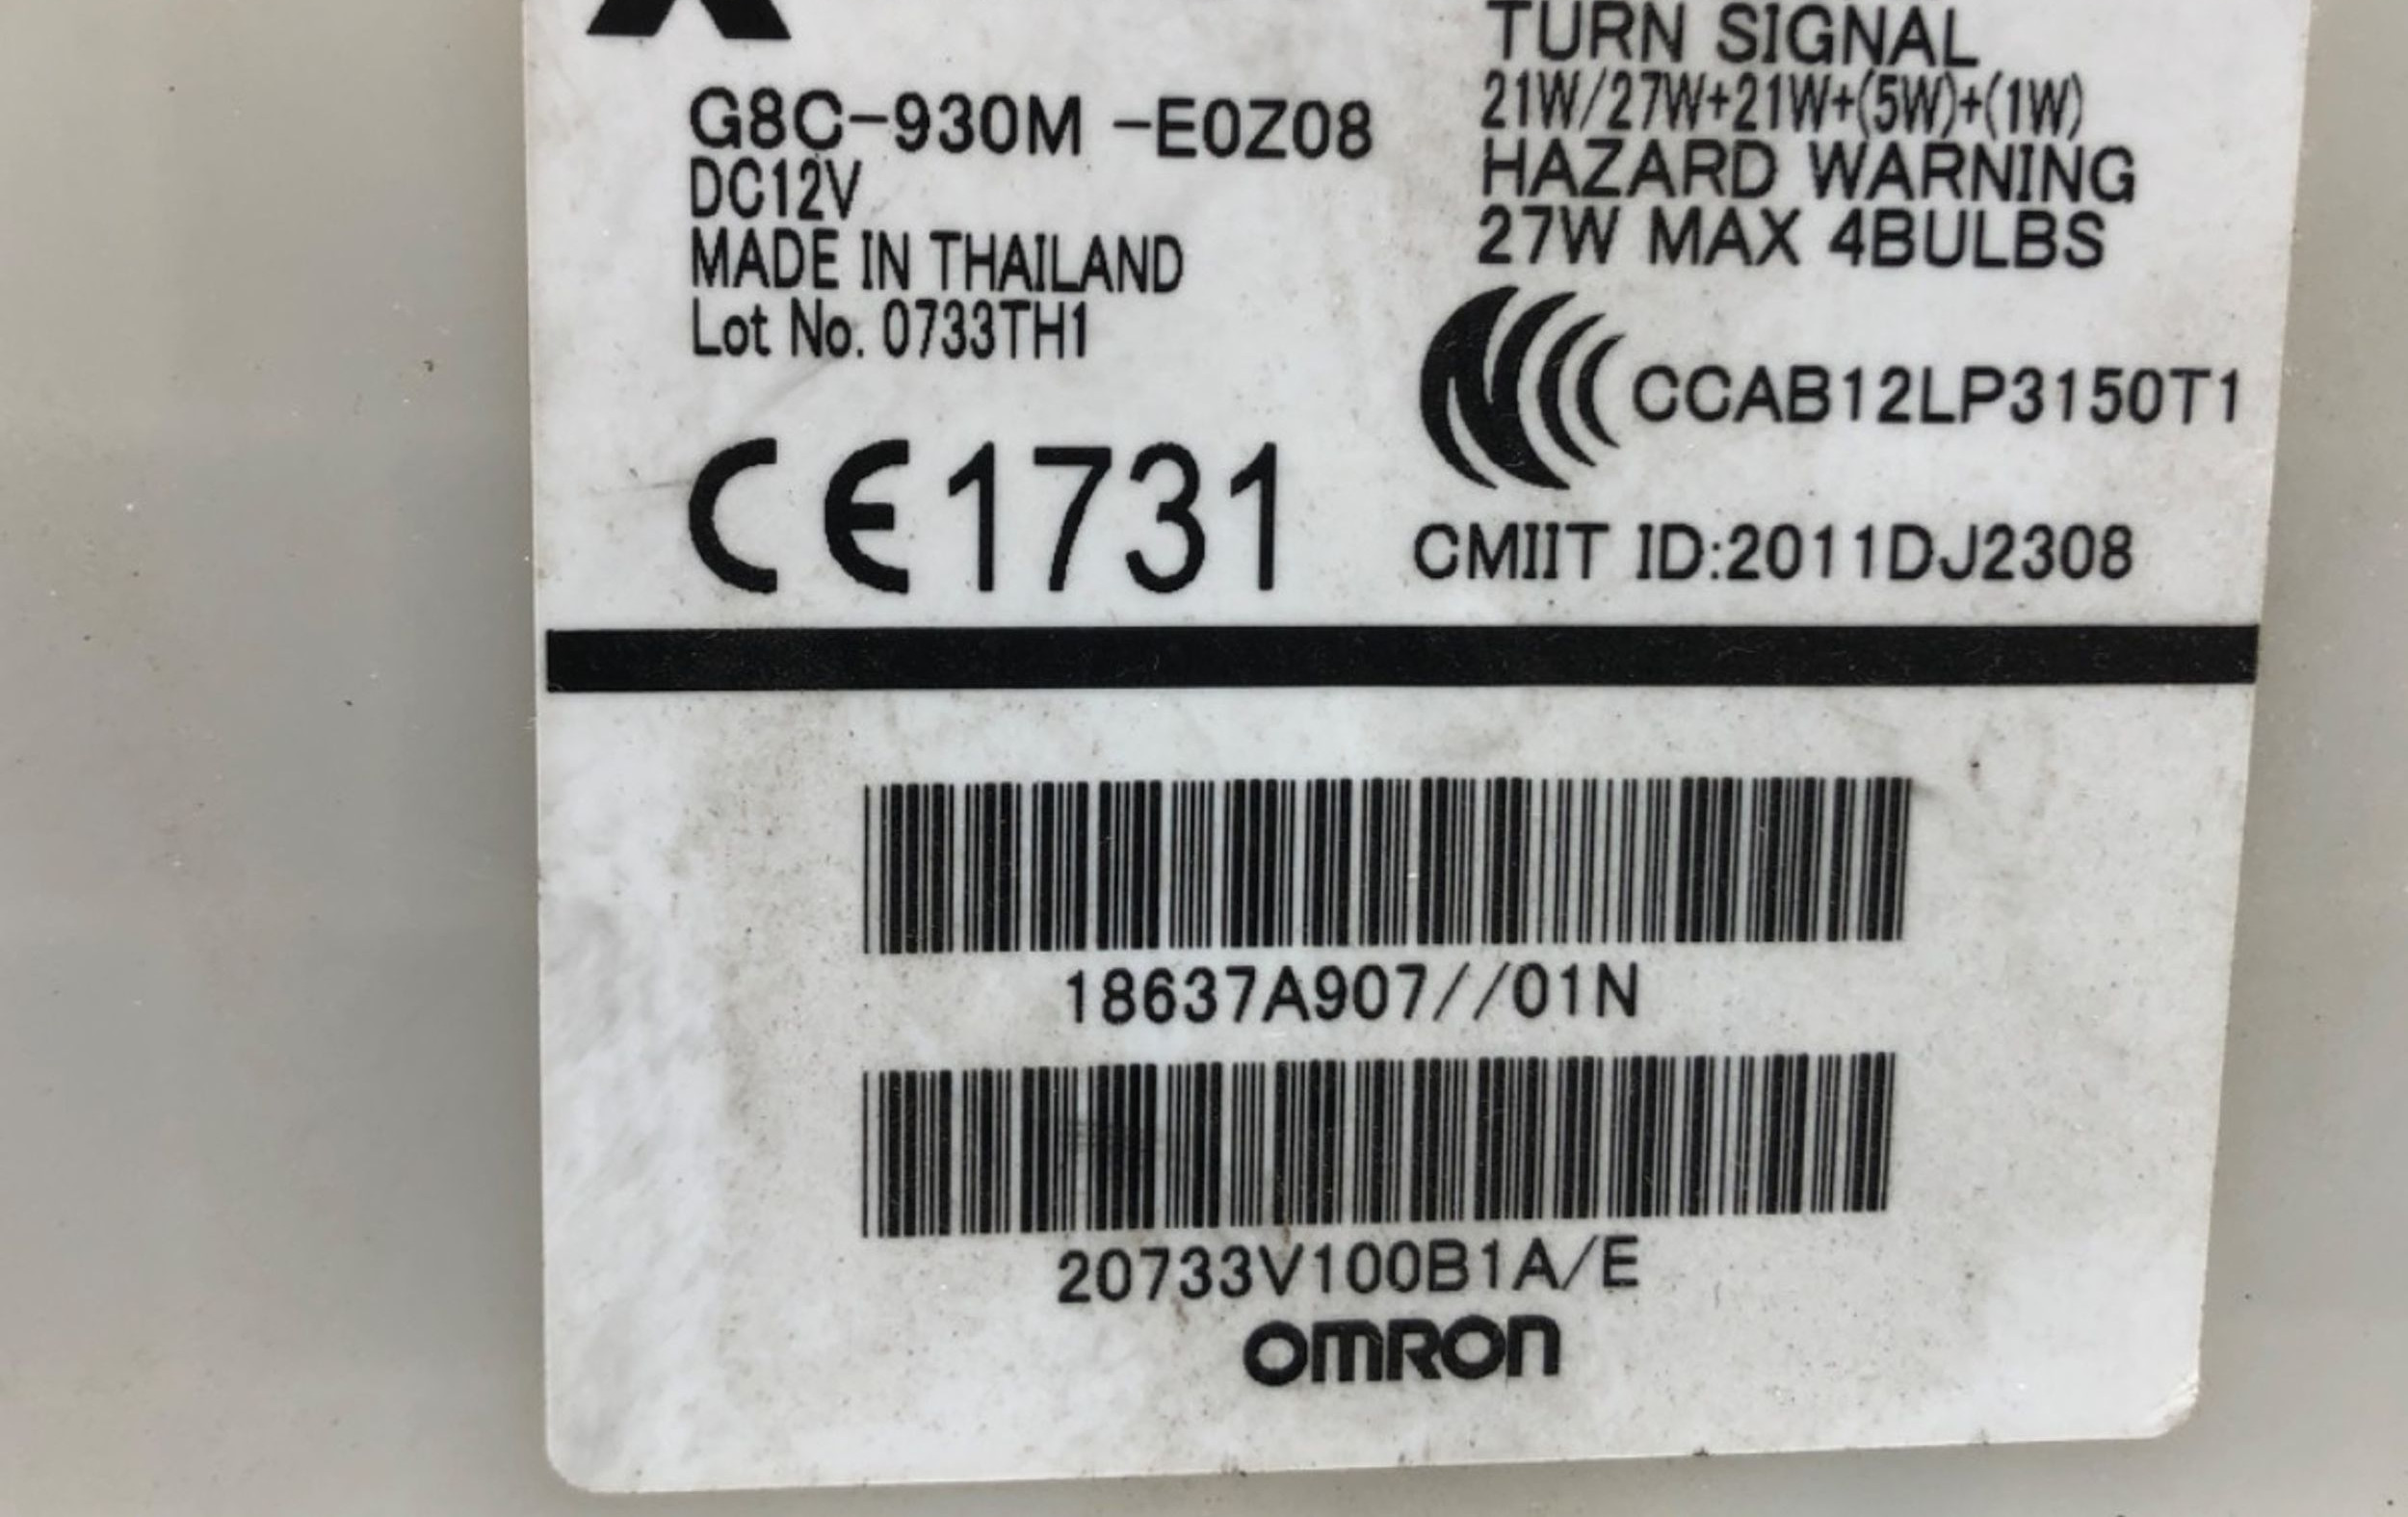 G8C-930M -E0Z08
DC12V
MADE IN THAILAND
Lot No. 0733TH1
CE1731
TURN SIGNAL
21W/27W+21W+(5W)+(1W)
HAZARD WARNING
27W MAX 4BULBS
CCAB12LP3150T1
CMIIT ID:2011DJ2308
18637A907//01N
20733V100B1A/E
OMRON